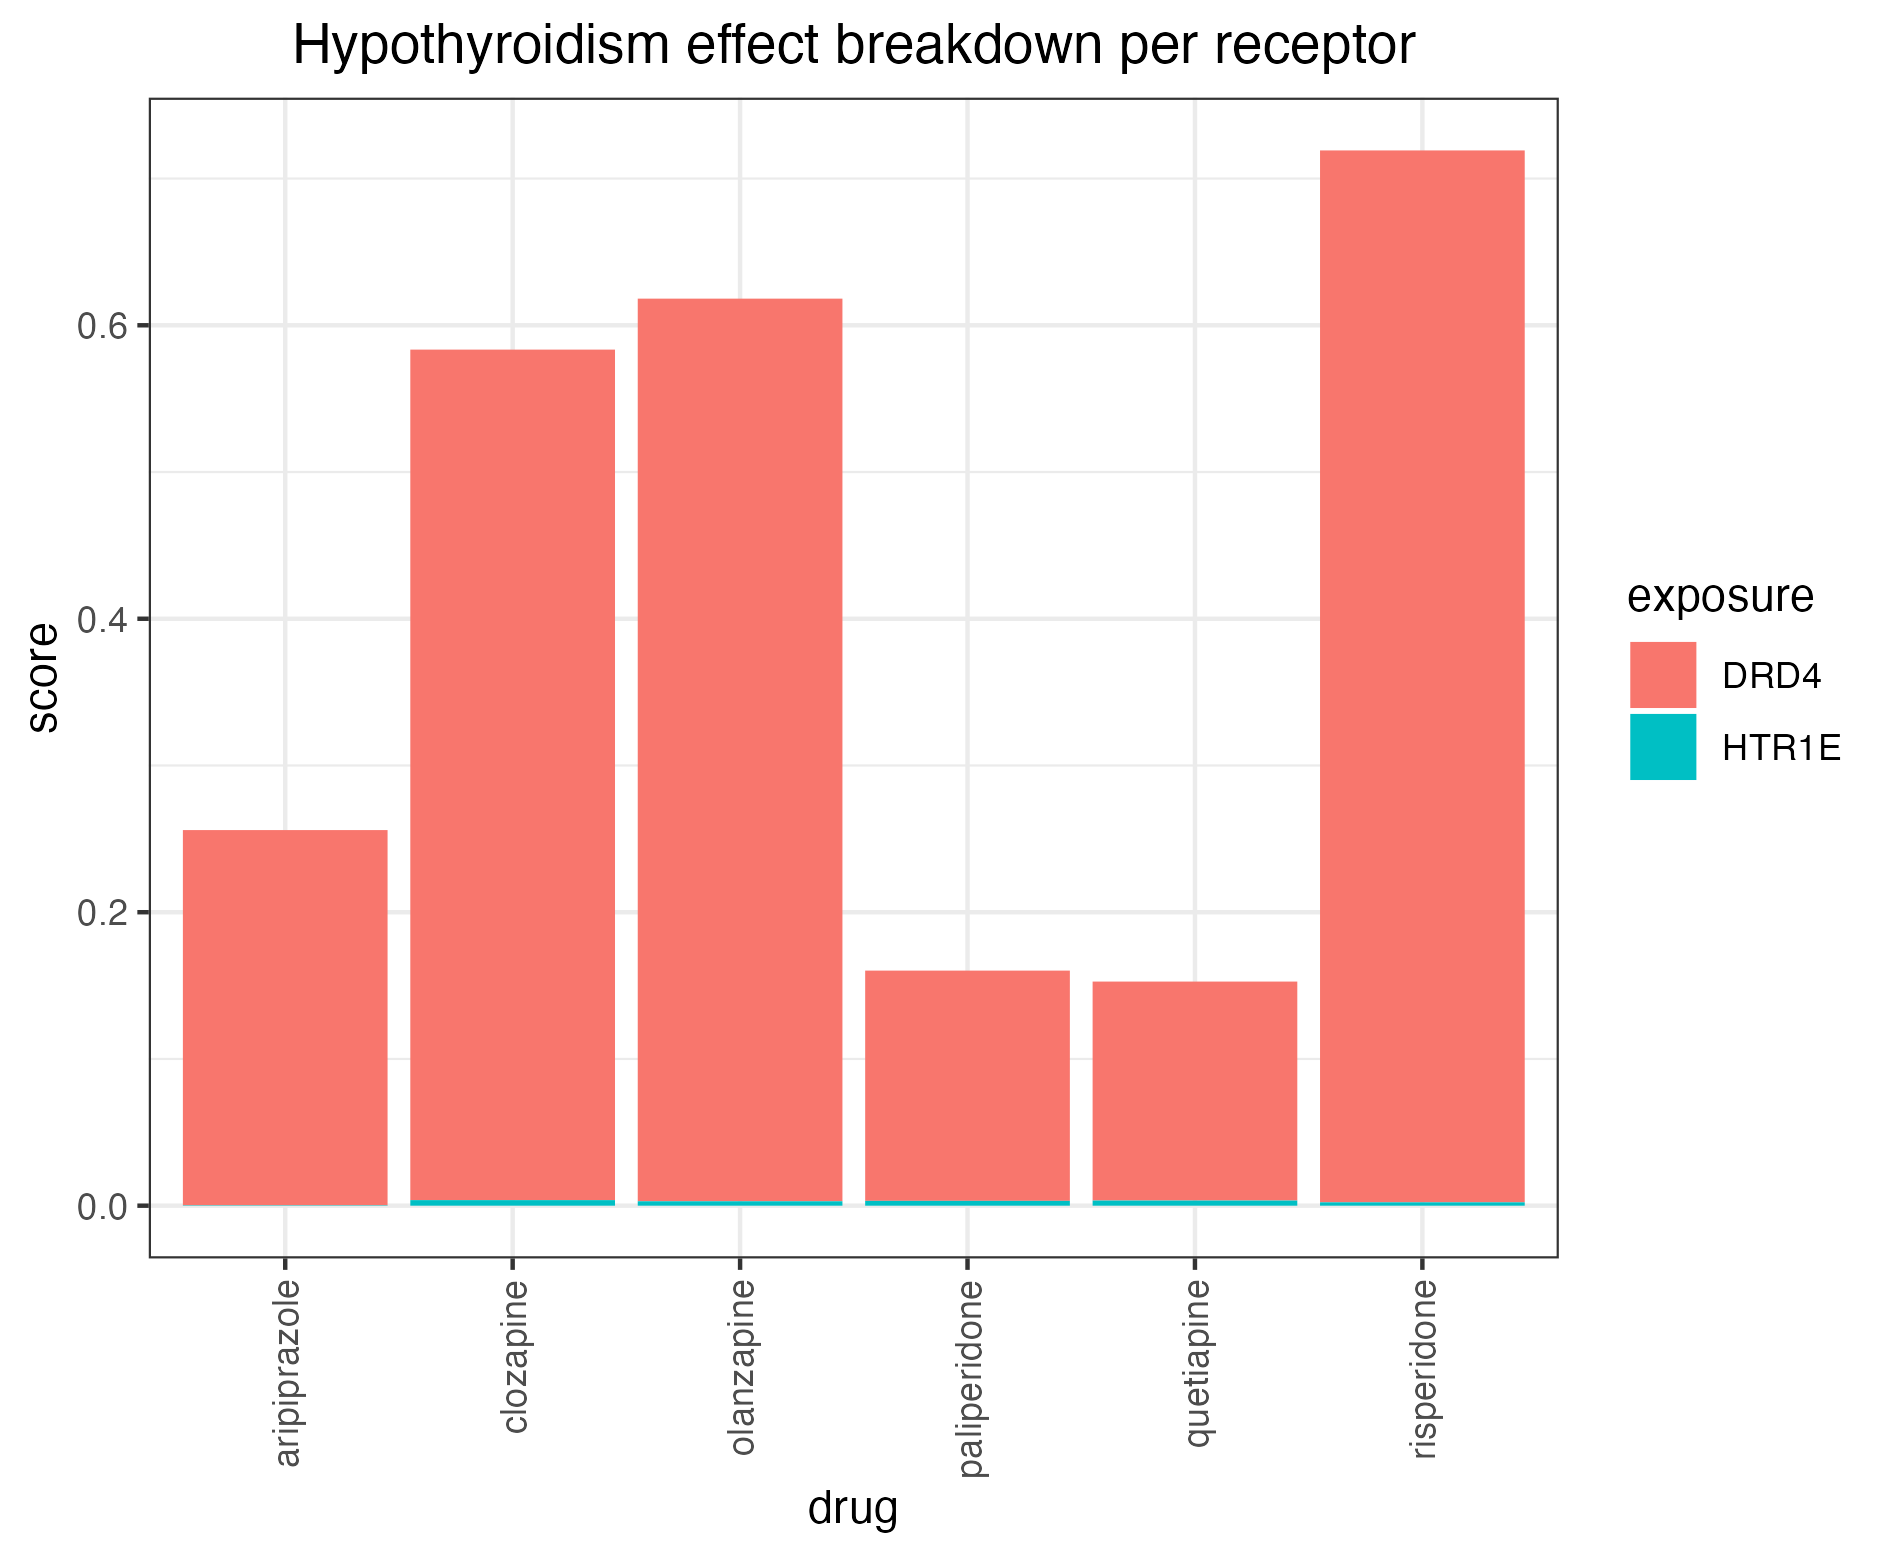 Hypothyroidism effect breakdown per receptor
score
0.6
0.4
0.2
0.0
aripiprazole
clozapine
olanzapine
paliperidone
quetiapine
risperidone
drug
exposure
DRD4
HTR1E